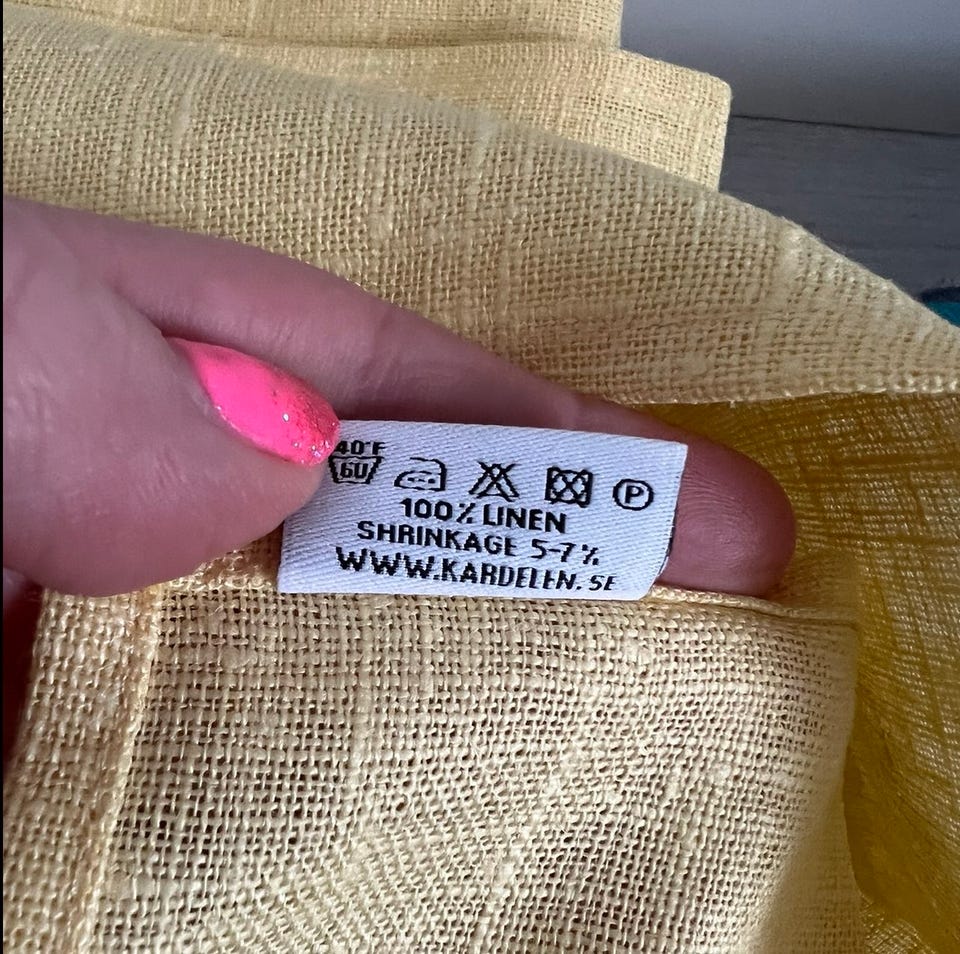 40°F
60
P
100% LINEN
SHRINKAGE 5-7%
WWW.KARDELEN.SE